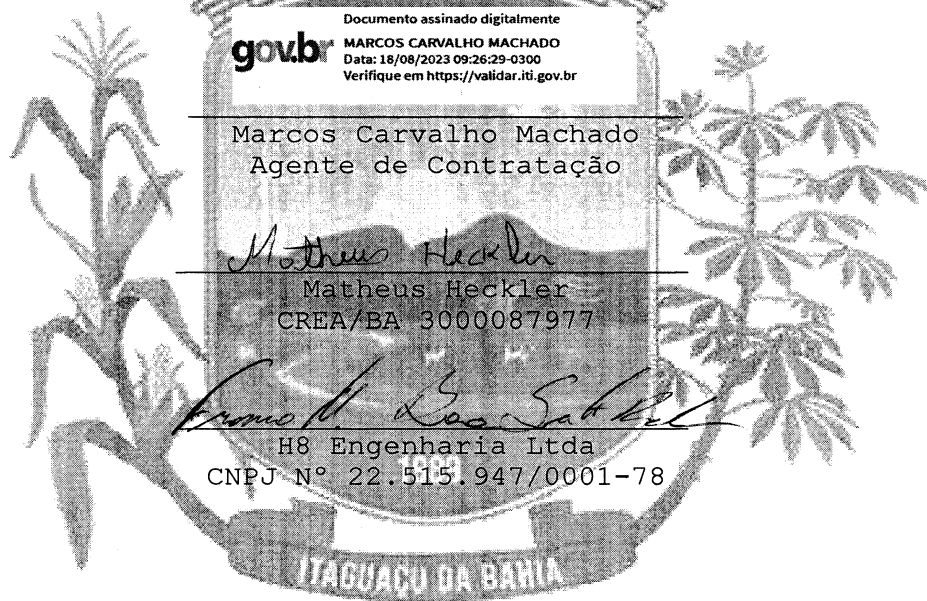 Documento assinado digitalmente
gov.br
MARCOS CARVALHO MACHADO
Data: 18/08/2023 09:26:29-0300
Verifique em https://validar.iti.gov.br
Marcos Carvalho Machado
Agente de Contratação
Matheus Heckler
Matheus Heckler
CREA/BA 3000087977
H8 Engenharia Ltda
CNPJ Nº 22.515.947/0001-78
ITAGUAÇU DA BAHIA